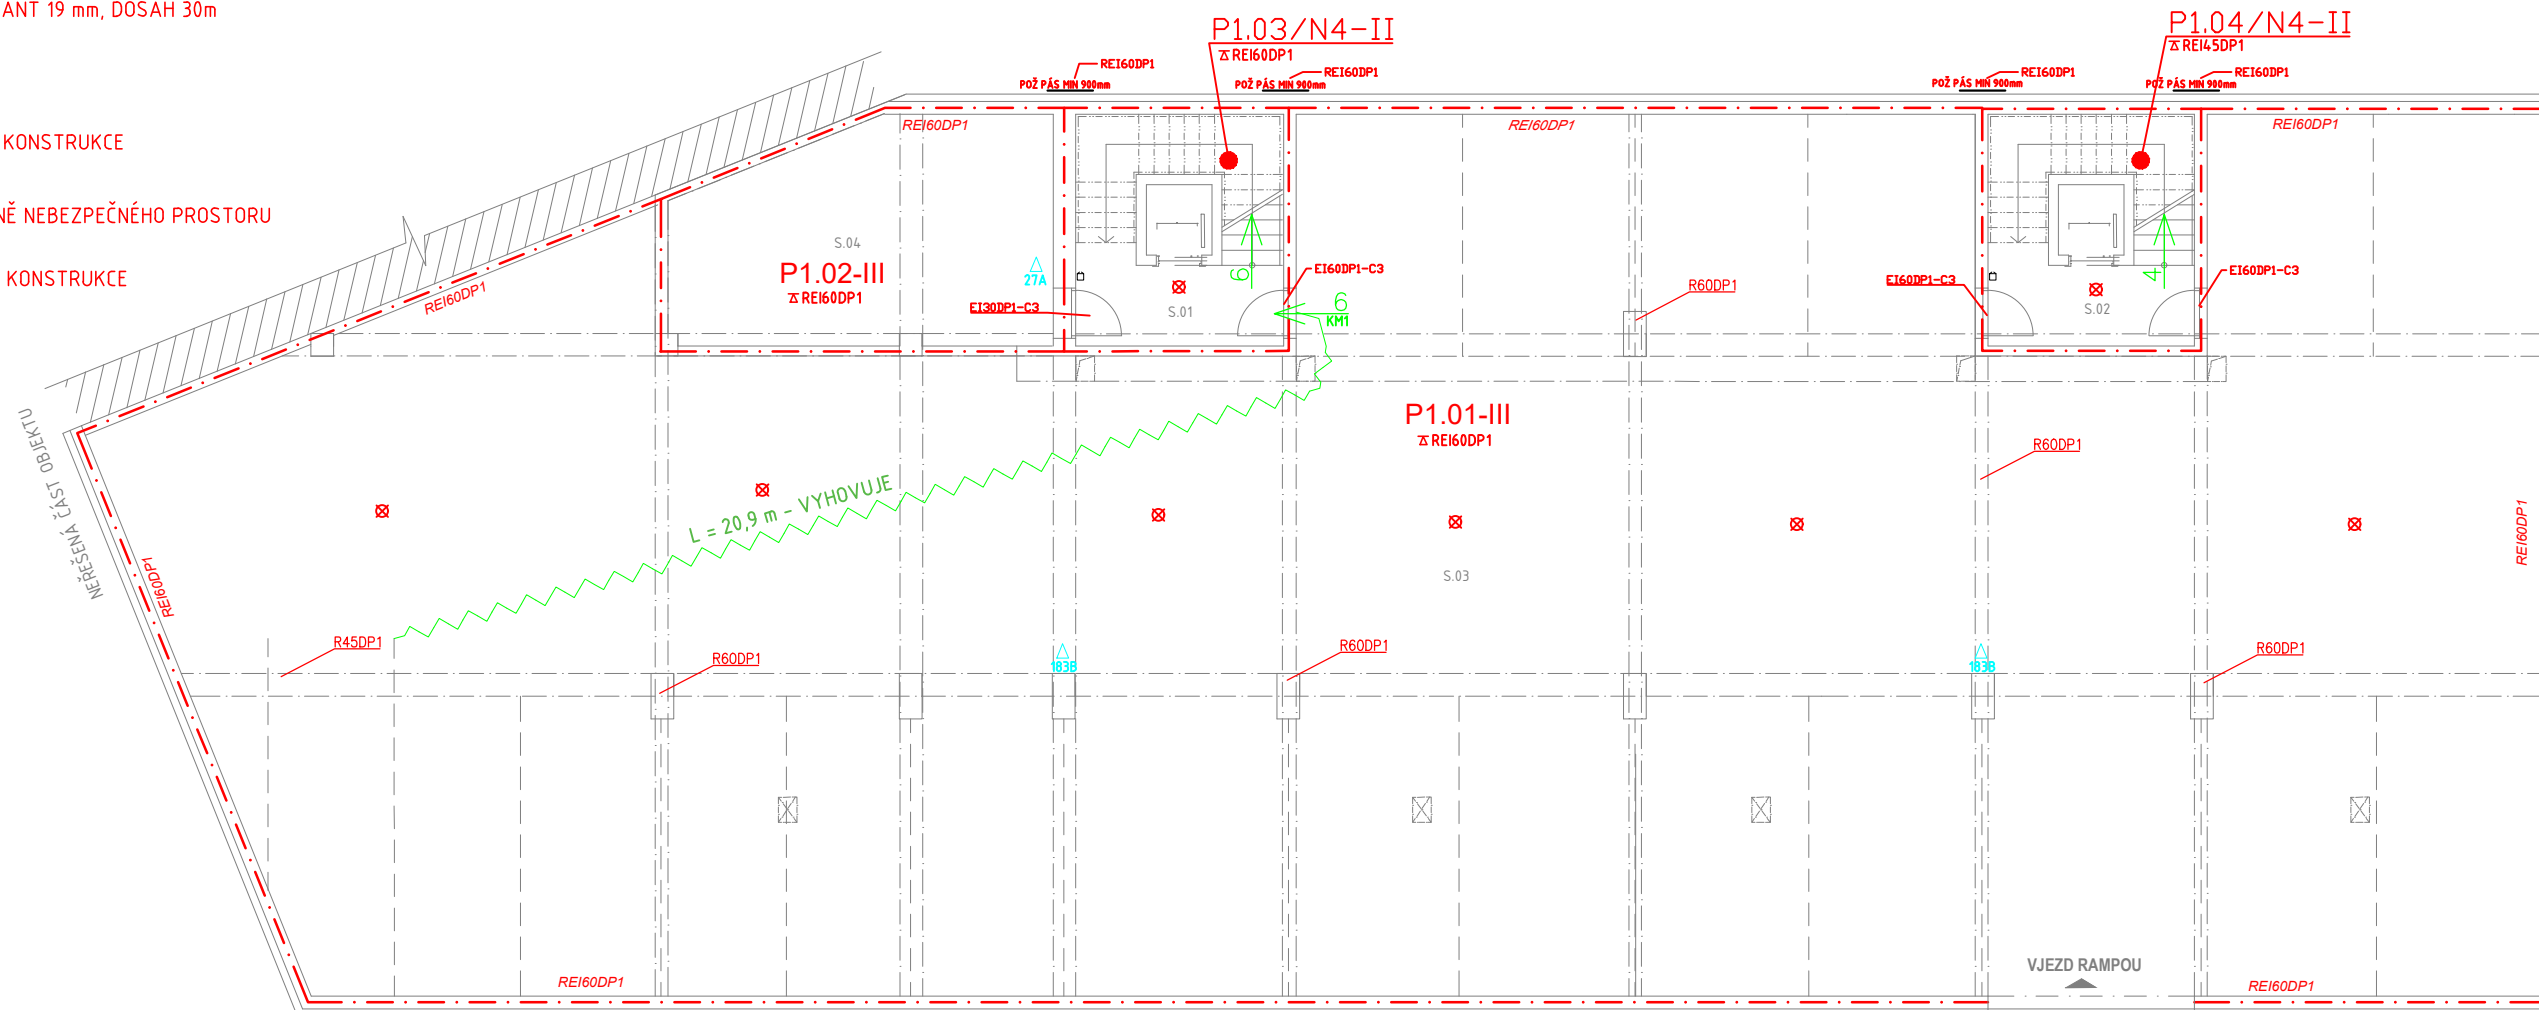 ANT 19 mm, DOSAH 30m
KONSTRUKCE
NĚ NEBEZPEČNÉHO PROSTORU
KONSTRUKCE
P1.03/N4-II
REI60DP1
P1.04/N4-II
REI45DP1
REI60DP1
POŽ PÁS MIN 900mm
REI60DP1
POŽ PÁS MIN 900mm
REI60DP1
POŽ PÁS MIN 900mm
REI60DP1
POŽ PÁS MIN 900mm
REI60DP1
REI60DP1
REI60DP1
S.04
P1.02-III
REI60DP1
27A
EI30DP1-C3
S.01
6
EI60DP1-C3
6
KM1
R60DP1
EI60DP1-C3
S.02
4
EI60DP1-C3
REI60DP1
P1.01-III
REI60DP1
R60DP1
NEŘEŠENÁ ČÁST OBJEKTU
REI60DP1
L = 20,9 m - VYHOVUJE
S.03
REI60DP1
R45DP1
R60DP1
183B
R60DP1
183B
R60DP1
VJEZD RAMPOU
REI60DP1
REI60DP1